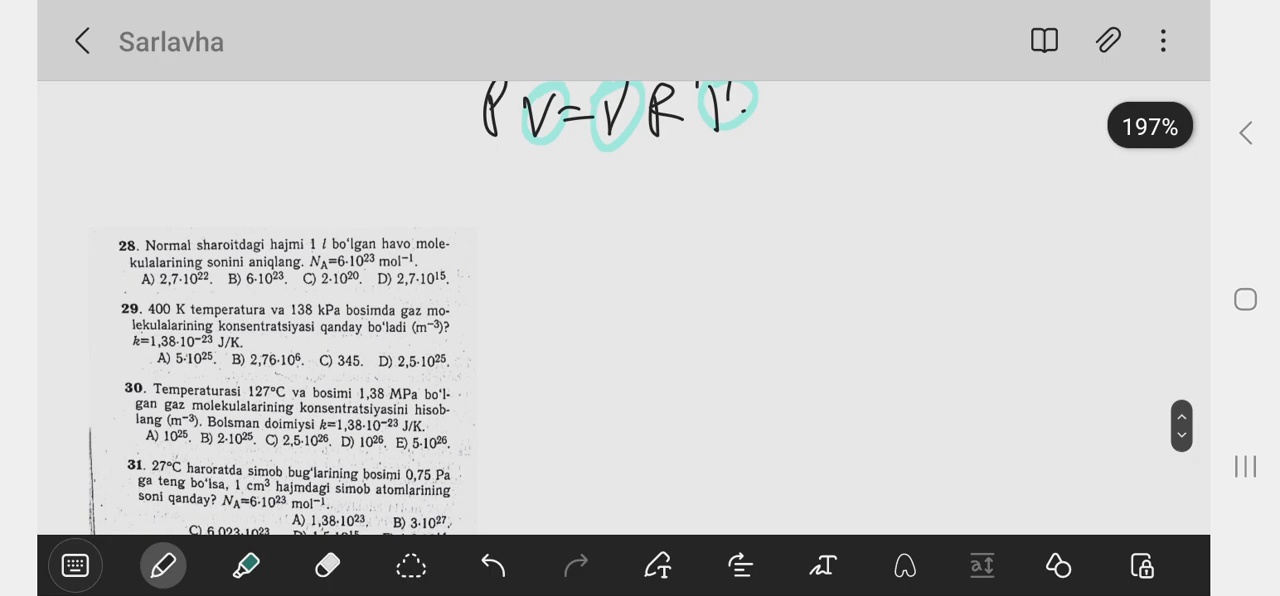 Sarlavha
PV=νRT.
197%
28. Normal sharoitdagi hajmi 1 l bo‘lgan havo mole-
kulalarining sonini aniqlang. N_A=6·10²³ mol⁻¹.
A) 2,7·10²². B) 6·10²³. C) 2·10²⁰. D) 2,7·10¹⁵.
29. 400 K temperatura va 138 kPa bosimda gaz mo-
lekulalarining konsentratsiyasi qanday bo‘ladi (m⁻³)?
k=1,38·10⁻²³ J/K.
A) 5·10²⁵. B) 2,76·10⁶. C) 345. D) 2,5·10²⁵.
30. Temperaturasi 127°C va bosimi 1,38 MPa bo‘l-
gan gaz molekulalarining konsentratsiyasini hisob-
lang (m⁻³). Bolsman doimiysi k=1,38·10⁻²³ J/K.
A) 10²⁵. B) 2·10²⁵. C) 2,5·10²⁶. D) 10²⁶. E) 5·10²⁶.
31. 27°C haroratda simob bug‘larining bosimi 0,75 Pa
ga teng bo‘lsa, 1 cm³ hajmdagi simob atomlarining
soni qanday? N_A=6·10²³ mol⁻¹.
A) 1,38·10²³. B) 3·10²⁷.
C) 6,023·10²³